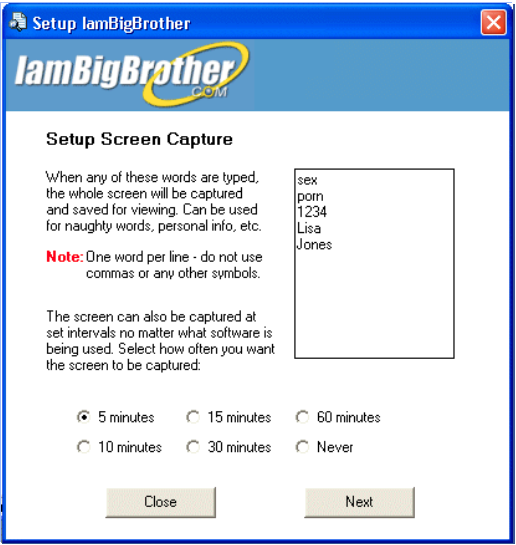 Setup IamBigBrother
IamBigBrother
.COM
Setup Screen Capture
When any of these words are typed,
the whole screen will be captured
and saved for viewing. Can be used
for naughty words, personal info, etc.
Note: One word per line - do not use
commas or any other symbols.
sex
porn
1234
Lisa
Jones
The screen can also be captured at
set intervals no matter what software is
being used. Select how often you want
the screen to be captured:
5 minutes 15 minutes 60 minutes
10 minutes 30 minutes Never
Close Next